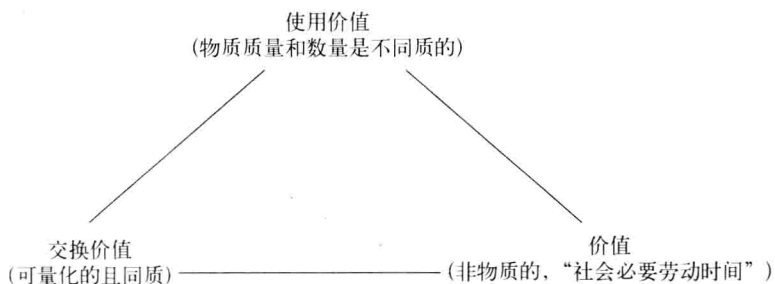 使用价值
(物质质量和数量是不同质的)
交换价值
(可量化的且同质)
价值
(非物质的，“社会必要劳动时间”)